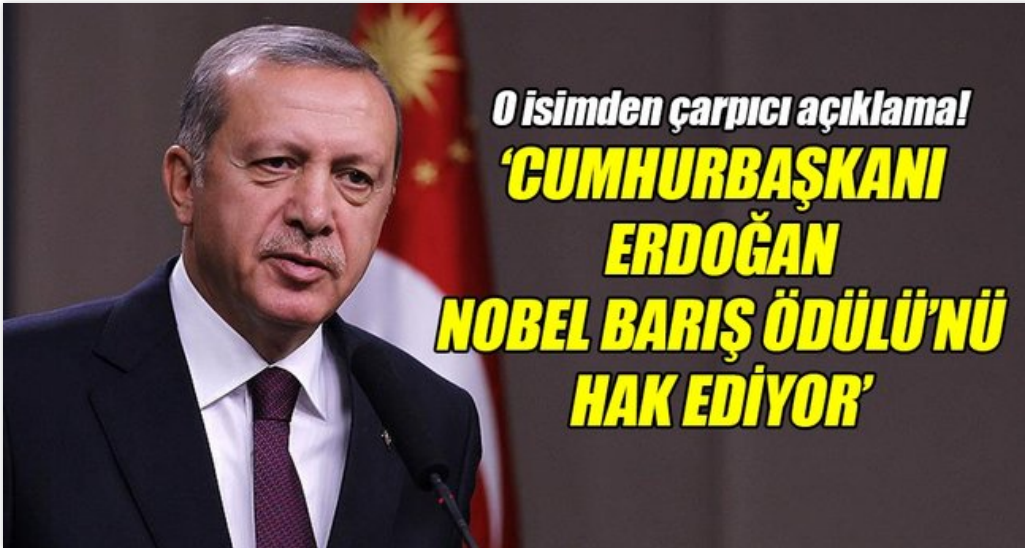 O isimden çarpıcı açıklama!
‘CUMHURBAŞKANI
ERDOĞAN
NOBEL BARIŞ ÖDÜLÜ’NÜ
HAK EDİYOR’